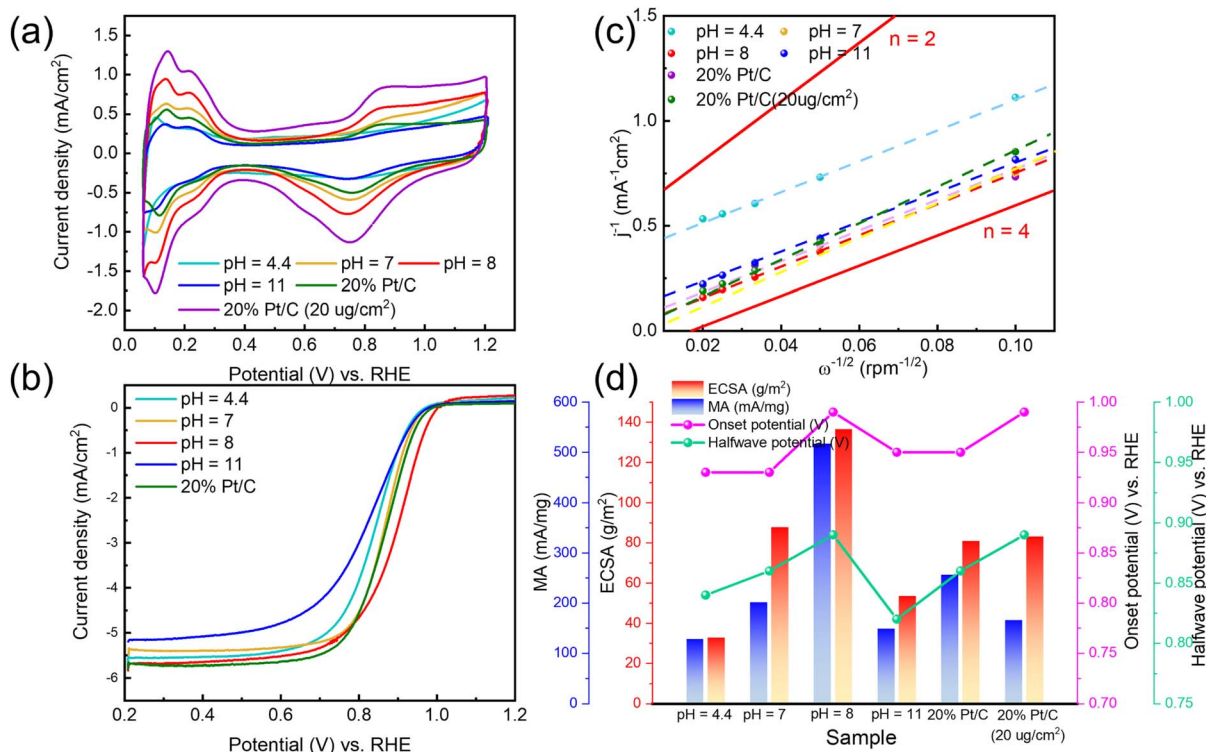 (a)
Current density (mA/cm²)
1.5
1.0
0.5
0.0
-0.5
-1.0
-1.5
-2.0
pH = 4.4 pH = 7 pH = 8
pH = 11 20% Pt/C
20% Pt/C (20 ug/cm²)
0.0 0.2 0.4 0.6 0.8 1.0 1.2
Potential (V) vs. RHE
(c)
j⁻¹ (mA⁻¹cm²)
1.5
1.0
0.5
0.0
pH = 4.4 pH = 7
pH = 8 pH = 11
20% Pt/C
20% Pt/C(20ug/cm²)
n = 2
n = 4
0.02 0.04 0.06 0.08 0.10
ω⁻¹/² (rpm⁻¹/²)
(b)
Current density (mA/cm²)
0
-1
-2
-3
-4
-5
-6
pH = 4.4
pH = 7
pH = 8
pH = 11
20% Pt/C
0.2 0.4 0.6 0.8 1.0 1.2
Potential (V) vs. RHE
(d)
MA (mA/mg)
600
500
400
300
200
100
0
ECSA (g/m²)
140
120
100
80
60
40
20
0
ECSA (g/m²)
MA (mA/mg)
Onset potential (V)
Halfwave potential (V)
1.00
0.95
0.90
0.85
0.80
0.75
0.70
Onset potential (V) vs. RHE
1.00
0.95
0.90
0.85
0.80
0.75
Halfwave potential (V) vs. RHE
pH = 4.4 pH = 7 pH = 8 pH = 11 20% Pt/C 20% Pt/C
(20 ug/cm²)
Sample